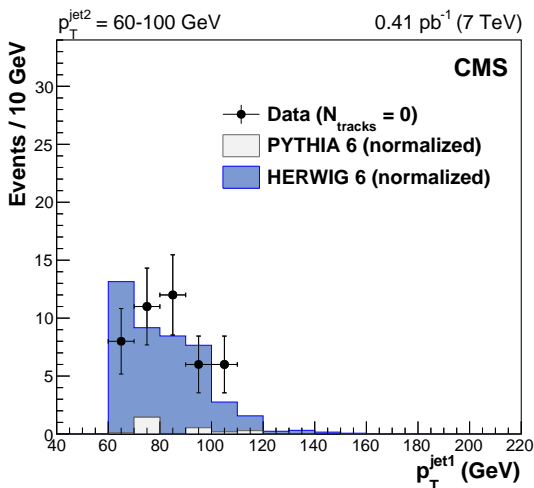 p_T^jet2 = 60-100 GeV
0.41 pb⁻¹ (7 TeV)
CMS
Data (N_tracks = 0)
PYTHIA 6 (normalized)
HERWIG 6 (normalized)
Events / 10 GeV
30
25
20
15
10
5
0
40 60 80 100 120 140 160 180 200 220
p_T^jet1 (GeV)